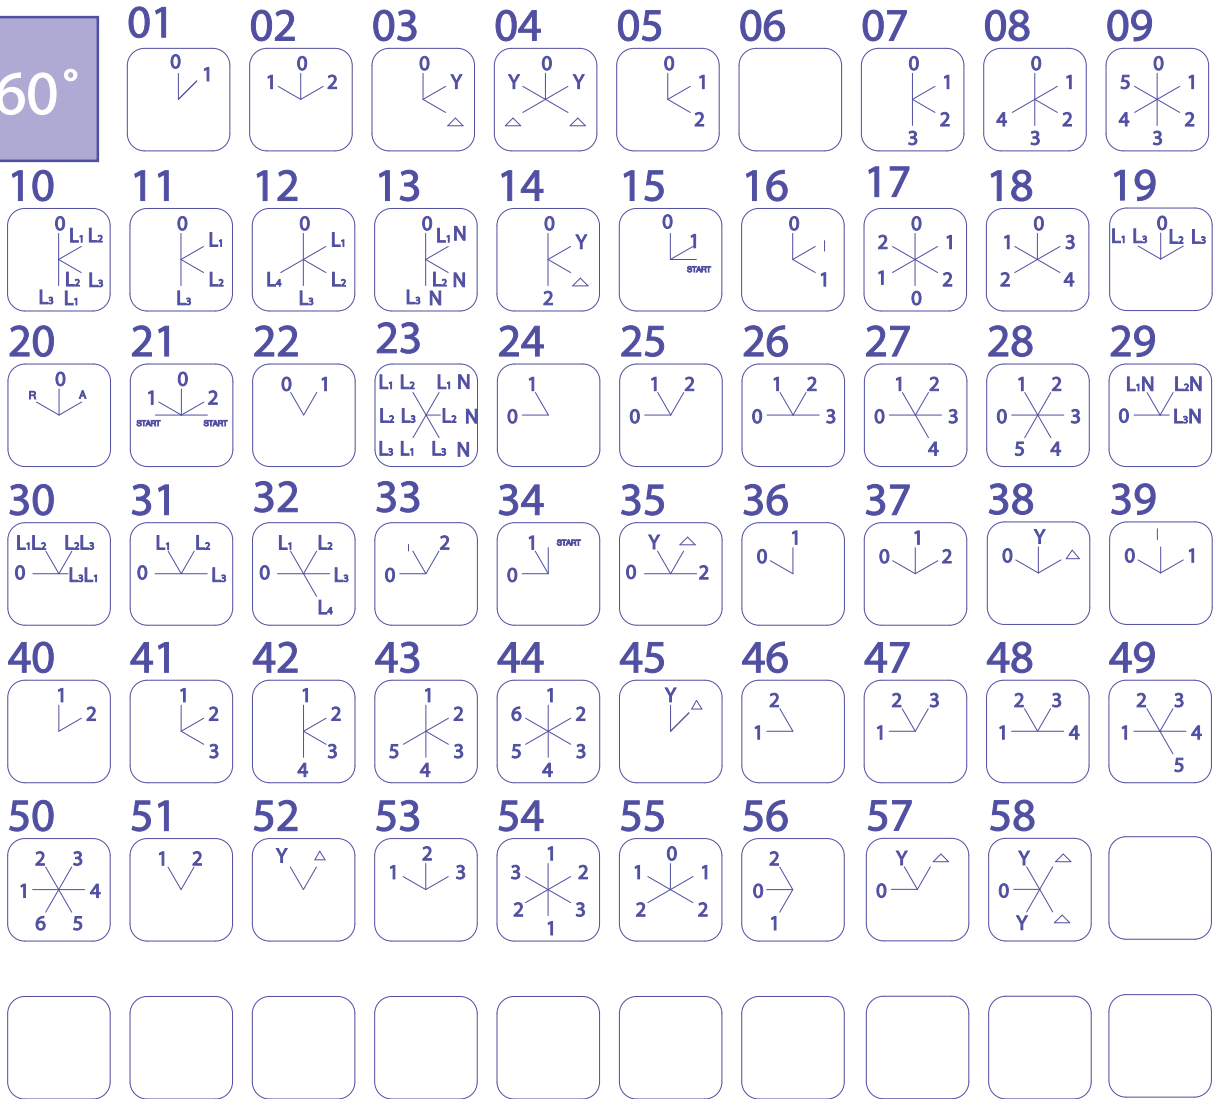 60°
01 02 03 04 05 06 07 08 09
0 0 0 0 0 0 0 0
1 1 2 Y Y Y 1 1 1 5 1
△ △ △ 2 2 4 2 4 2
3 3 3
10 11 12 13 14 15 16 17 18 19
0 0 0 0 0 0 0 0 0 0
L1 L2 L1 L1 L1 N Y 1 I 2 1 1 3 L1 L3 L2 L3
START
L2 L3 L2 L4 L2 L2 N △ 1 1 2 2 4
L3 L1 L3 L3 L3 N 2 0
20 21 22 23 24 25 26 27 28 29
0 0 0 1 L1 L2 L1 N 1 1 2 1 2 1 2 1 2 L1N L2N
R A 1 2
START START L2 L3 L2 N 0 0 0 3 0 3 0 3 0 L3N
L3 L1 L3 N 4 5 4
30 31 32 33 34 35 36 37 38 39
L1L2 L2L3 L1 L2 L1 L2 I 2 1 START Y △ 1 1 Y I
0 0 2 0 △ 0 1
0 L3L1 0 L3 0 L3 0 0 0 2
L4
40 41 42 43 44 45 46 47 48 49
1 1 1 1 1 Y 2 2 3 2 3 2 3
2 2 2 2 6 2 △
1 1 1 4 1 4
3 3 5 3 5 3
4 4 4 5
50 51 52 53 54 55 56 57 58
2 3 1 2 Y △ 2 1 0 2 Y △ Y △
1 3 3 2 1 1
1 4 0 0 0
6 5 2 3 2 2 1 Y △
1